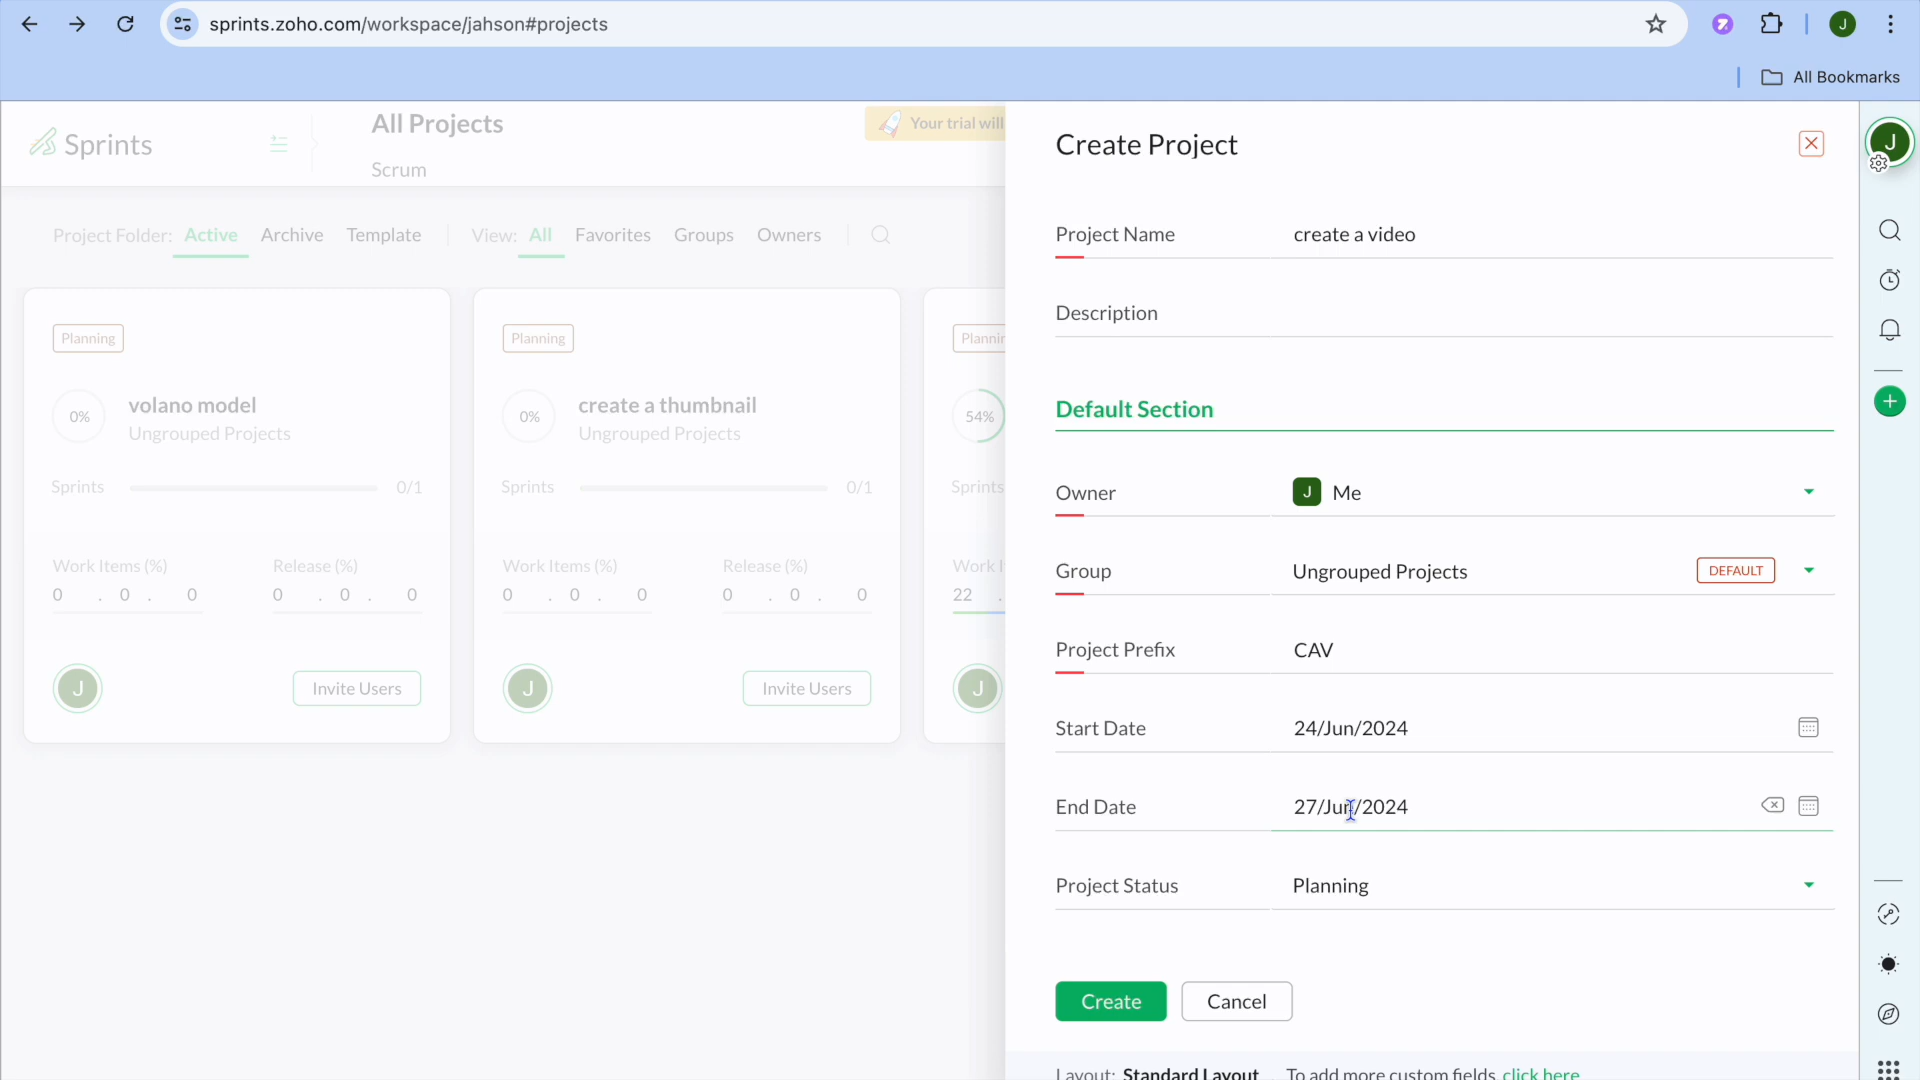 sprints.zoho.com/workspace/jahson#projects
J
All Bookmarks
Sprints
All Projects
Scrum
Your trial will
Project Folder: Active Archive Template View: All Favorites Groups Owners
Planning
0%
volano model
Ungrouped Projects
Sprints 0/1
Work Items (%) Release (%)
0 . 0 . 0 0 . 0 . 0
J
Invite Users
Planning
0%
create a thumbnail
Ungrouped Projects
Sprints 0/1
Work Items (%) Release (%)
0 . 0 . 0 0 . 0 . 0
J
Invite Users
54%
Sprints
22 .
J
Create Project
Project Name create a video
Description
Default Section
Owner J Me
Group Ungrouped Projects DEFAULT
Project Prefix CAV
Start Date 24/Jun/2024
End Date 27/Jun/2024
Project Status Planning
Create Cancel
Layout: Standard Layout To add more custom fields, click here
J